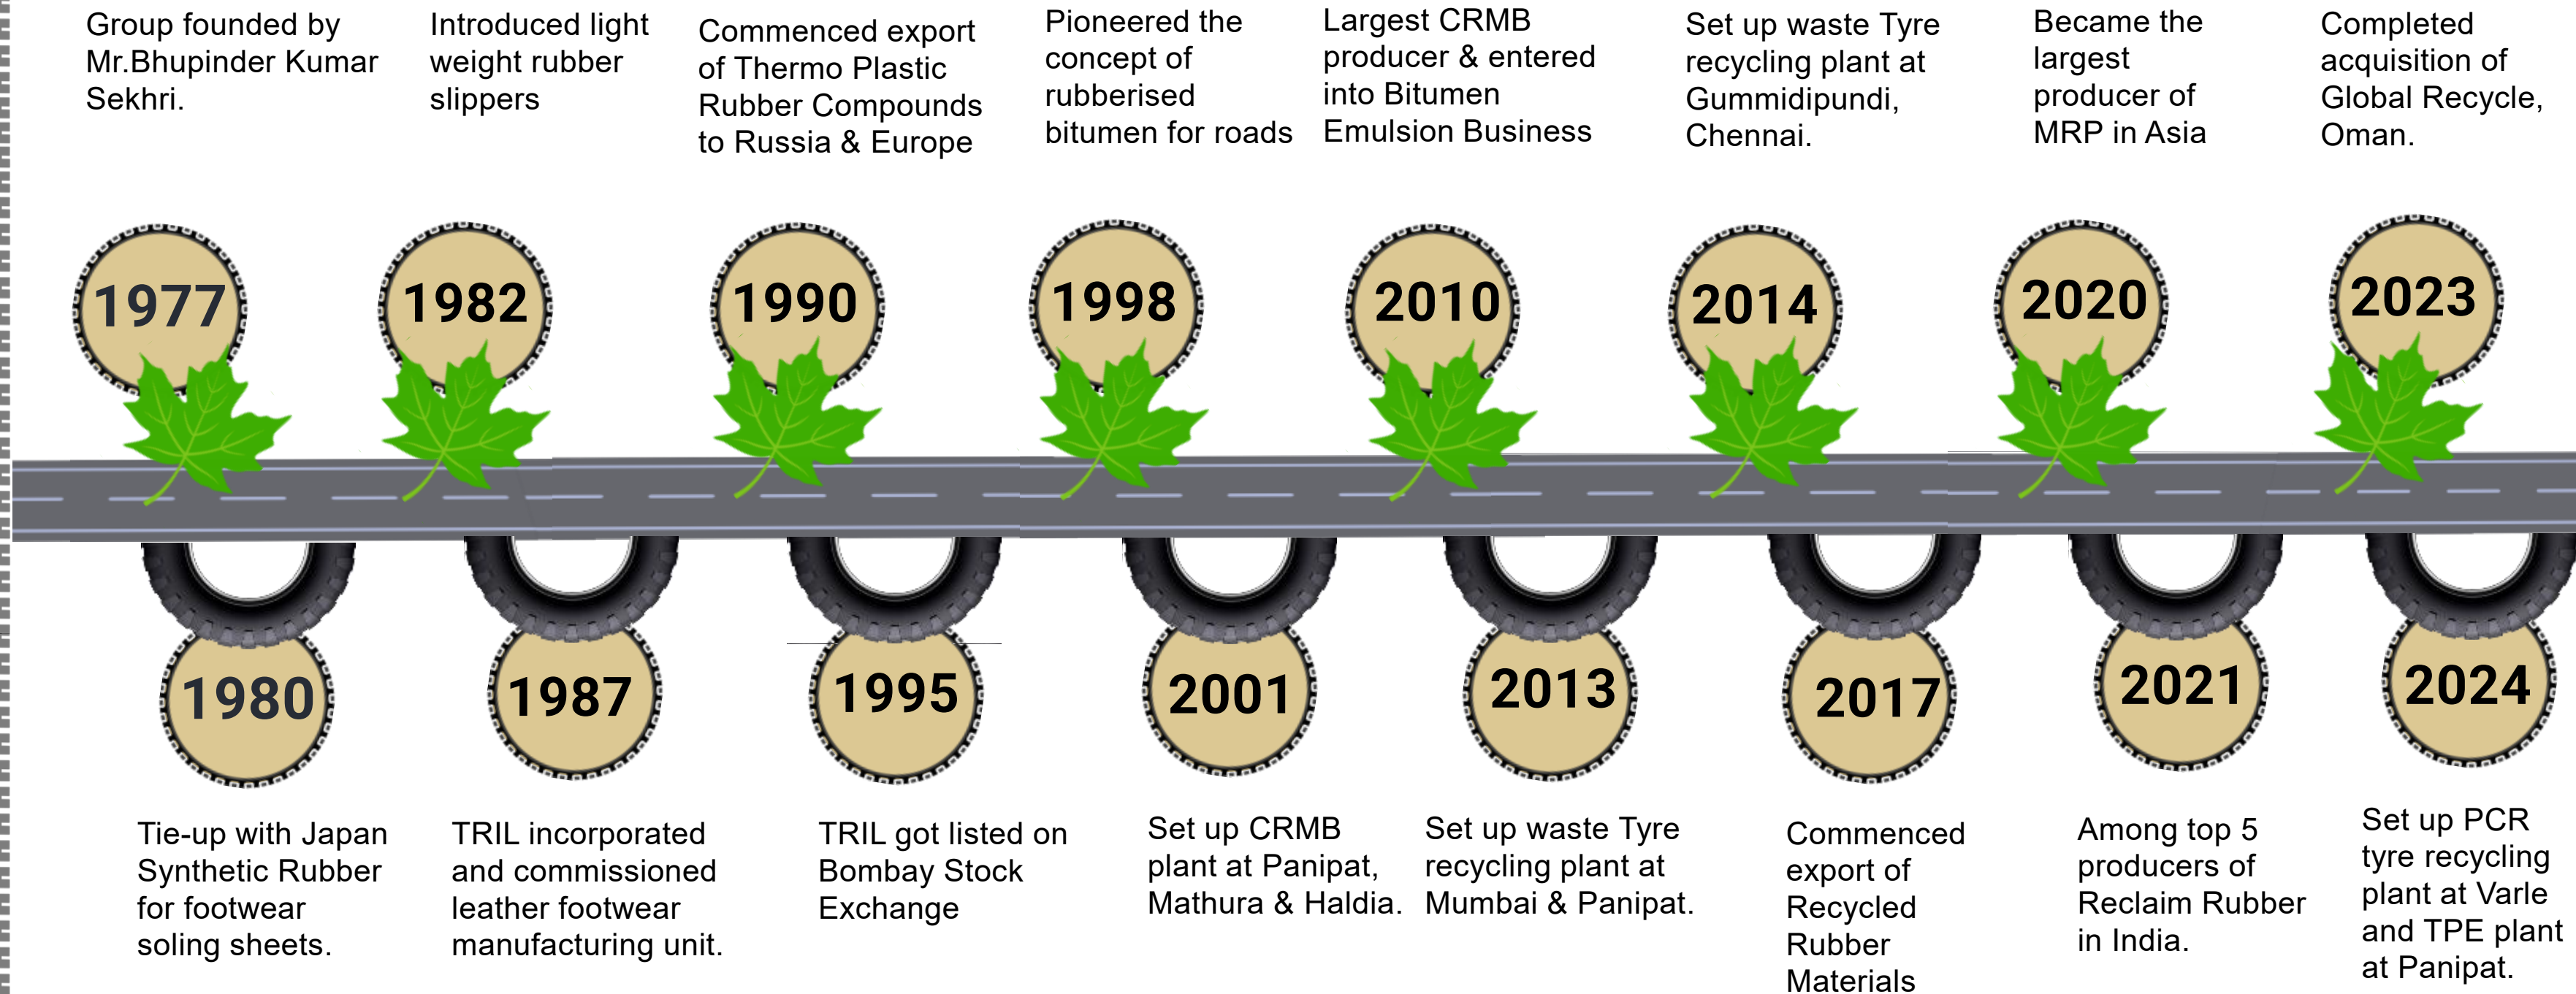 Group founded by
Mr.Bhupinder Kumar
Sekhri.
Introduced light
weight rubber
slippers
Commenced export
of Thermo Plastic
Rubber Compounds
to Russia & Europe
Pioneered the
concept of
rubberised
bitumen for roads
Largest CRMB
producer & entered
into Bitumen
Emulsion Business
Set up waste Tyre
recycling plant at
Gummidipundi,
Chennai.
Became the
largest
producer of
MRP in Asia
Completed
acquisition of
Global Recycle,
Oman.
1977
1982
1990
1998
2010
2014
2020
2023
1980
1987
1995
2001
2013
2017
2021
2024
Tie-up with Japan
Synthetic Rubber
for footwear
soling sheets.
TRIL incorporated
and commissioned
leather footwear
manufacturing unit.
TRIL got listed on
Bombay Stock
Exchange
Set up CRMB
plant at Panipat,
Mathura & Haldia.
Set up waste Tyre
recycling plant at
Mumbai & Panipat.
Commenced
export of
Recycled
Rubber
Materials
Among top 5
producers of
Reclaim Rubber
in India.
Set up PCR
tyre recycling
plant at Varle
and TPE plant
at Panipat.